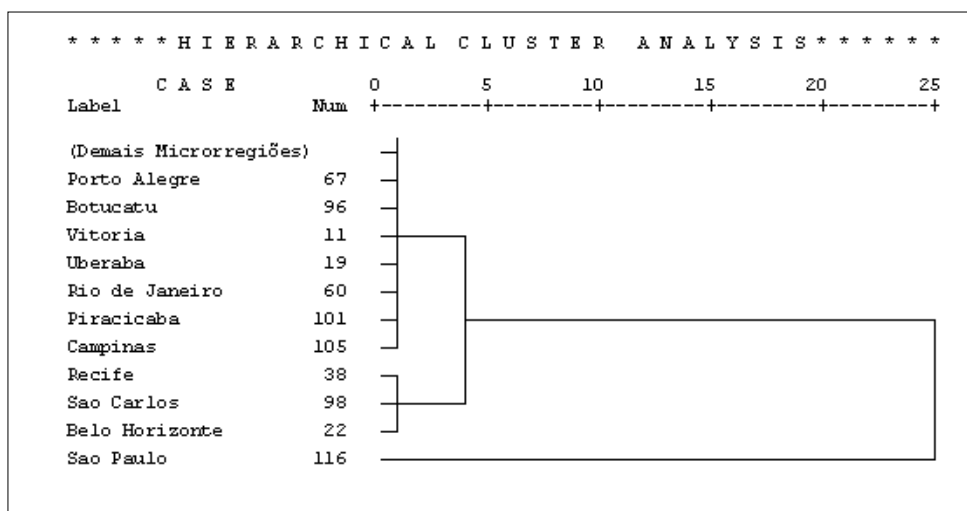 * * * * * H I E R A R C H I C A L  C L U S T E R  A N A L Y S I S * * * * * *
C A S E 0 5 10 15 20 25
Label Num +---------+---------+---------+---------+---------+
(Demais Microrregiões)
Porto Alegre 67
Botucatu 96
Vitoria 11
Uberaba 19
Rio de Janeiro 60
Piracicaba 101
Campinas 105
Recife 38
Sao Carlos 98
Belo Horizonte 22
Sao Paulo 116